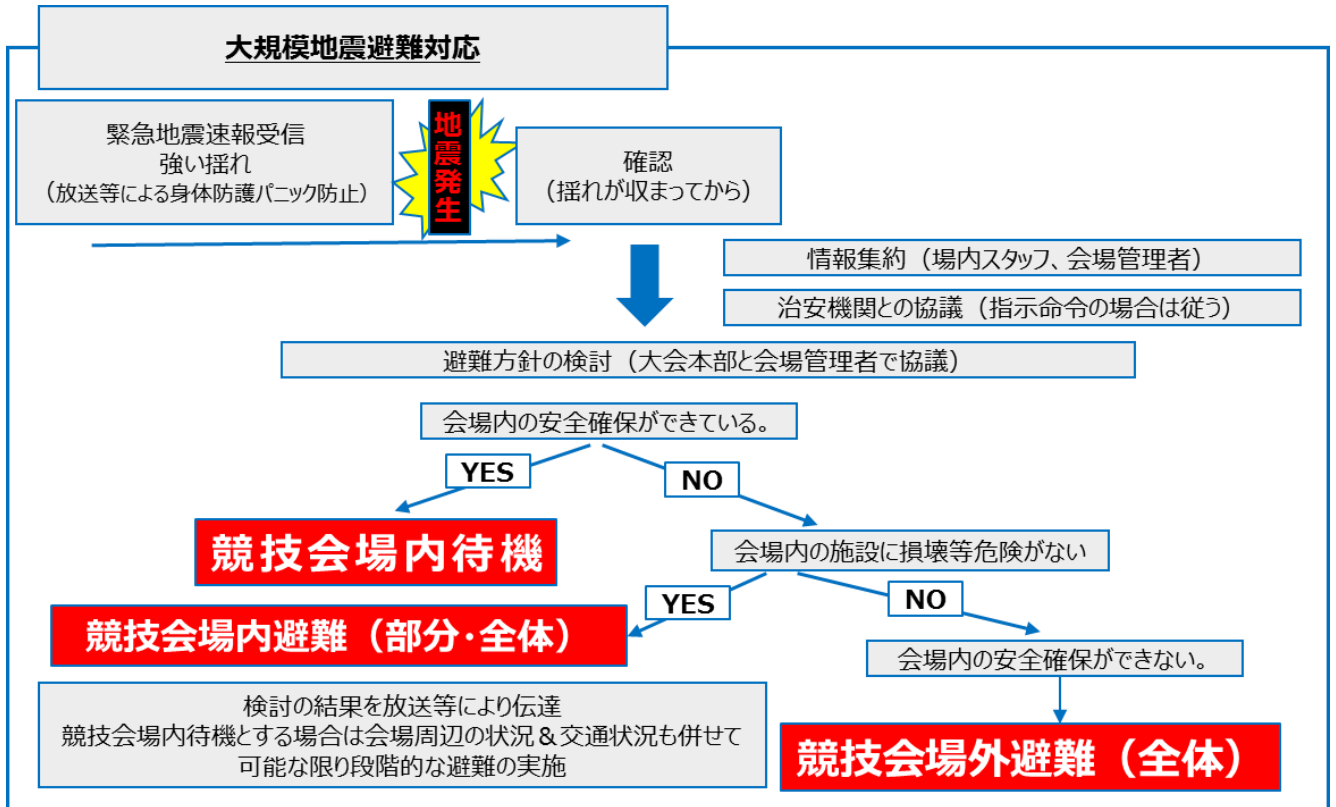 大規模地震避難対応
緊急地震速報受信
強い揺れ
（放送等による身体防護パニック防止）
地震発生
確認
（揺れが収まってから）
情報集約（場内スタッフ、会場管理者）
治安機関との協議（指示命令の場合は従う）
避難方針の検討（大会本部と会場管理者で協議）
会場内の安全確保ができている。
YES
NO
競技会場内待機
会場内の施設に損壊等危険がない
YES
NO
競技会場内避難（部分・全体）
会場内の安全確保ができない。
検討の結果を放送等により伝達
競技会場内待機とする場合は会場周辺の状況＆交通状況も併せて
可能な限り段階的な避難の実施
競技会場外避難（全体）